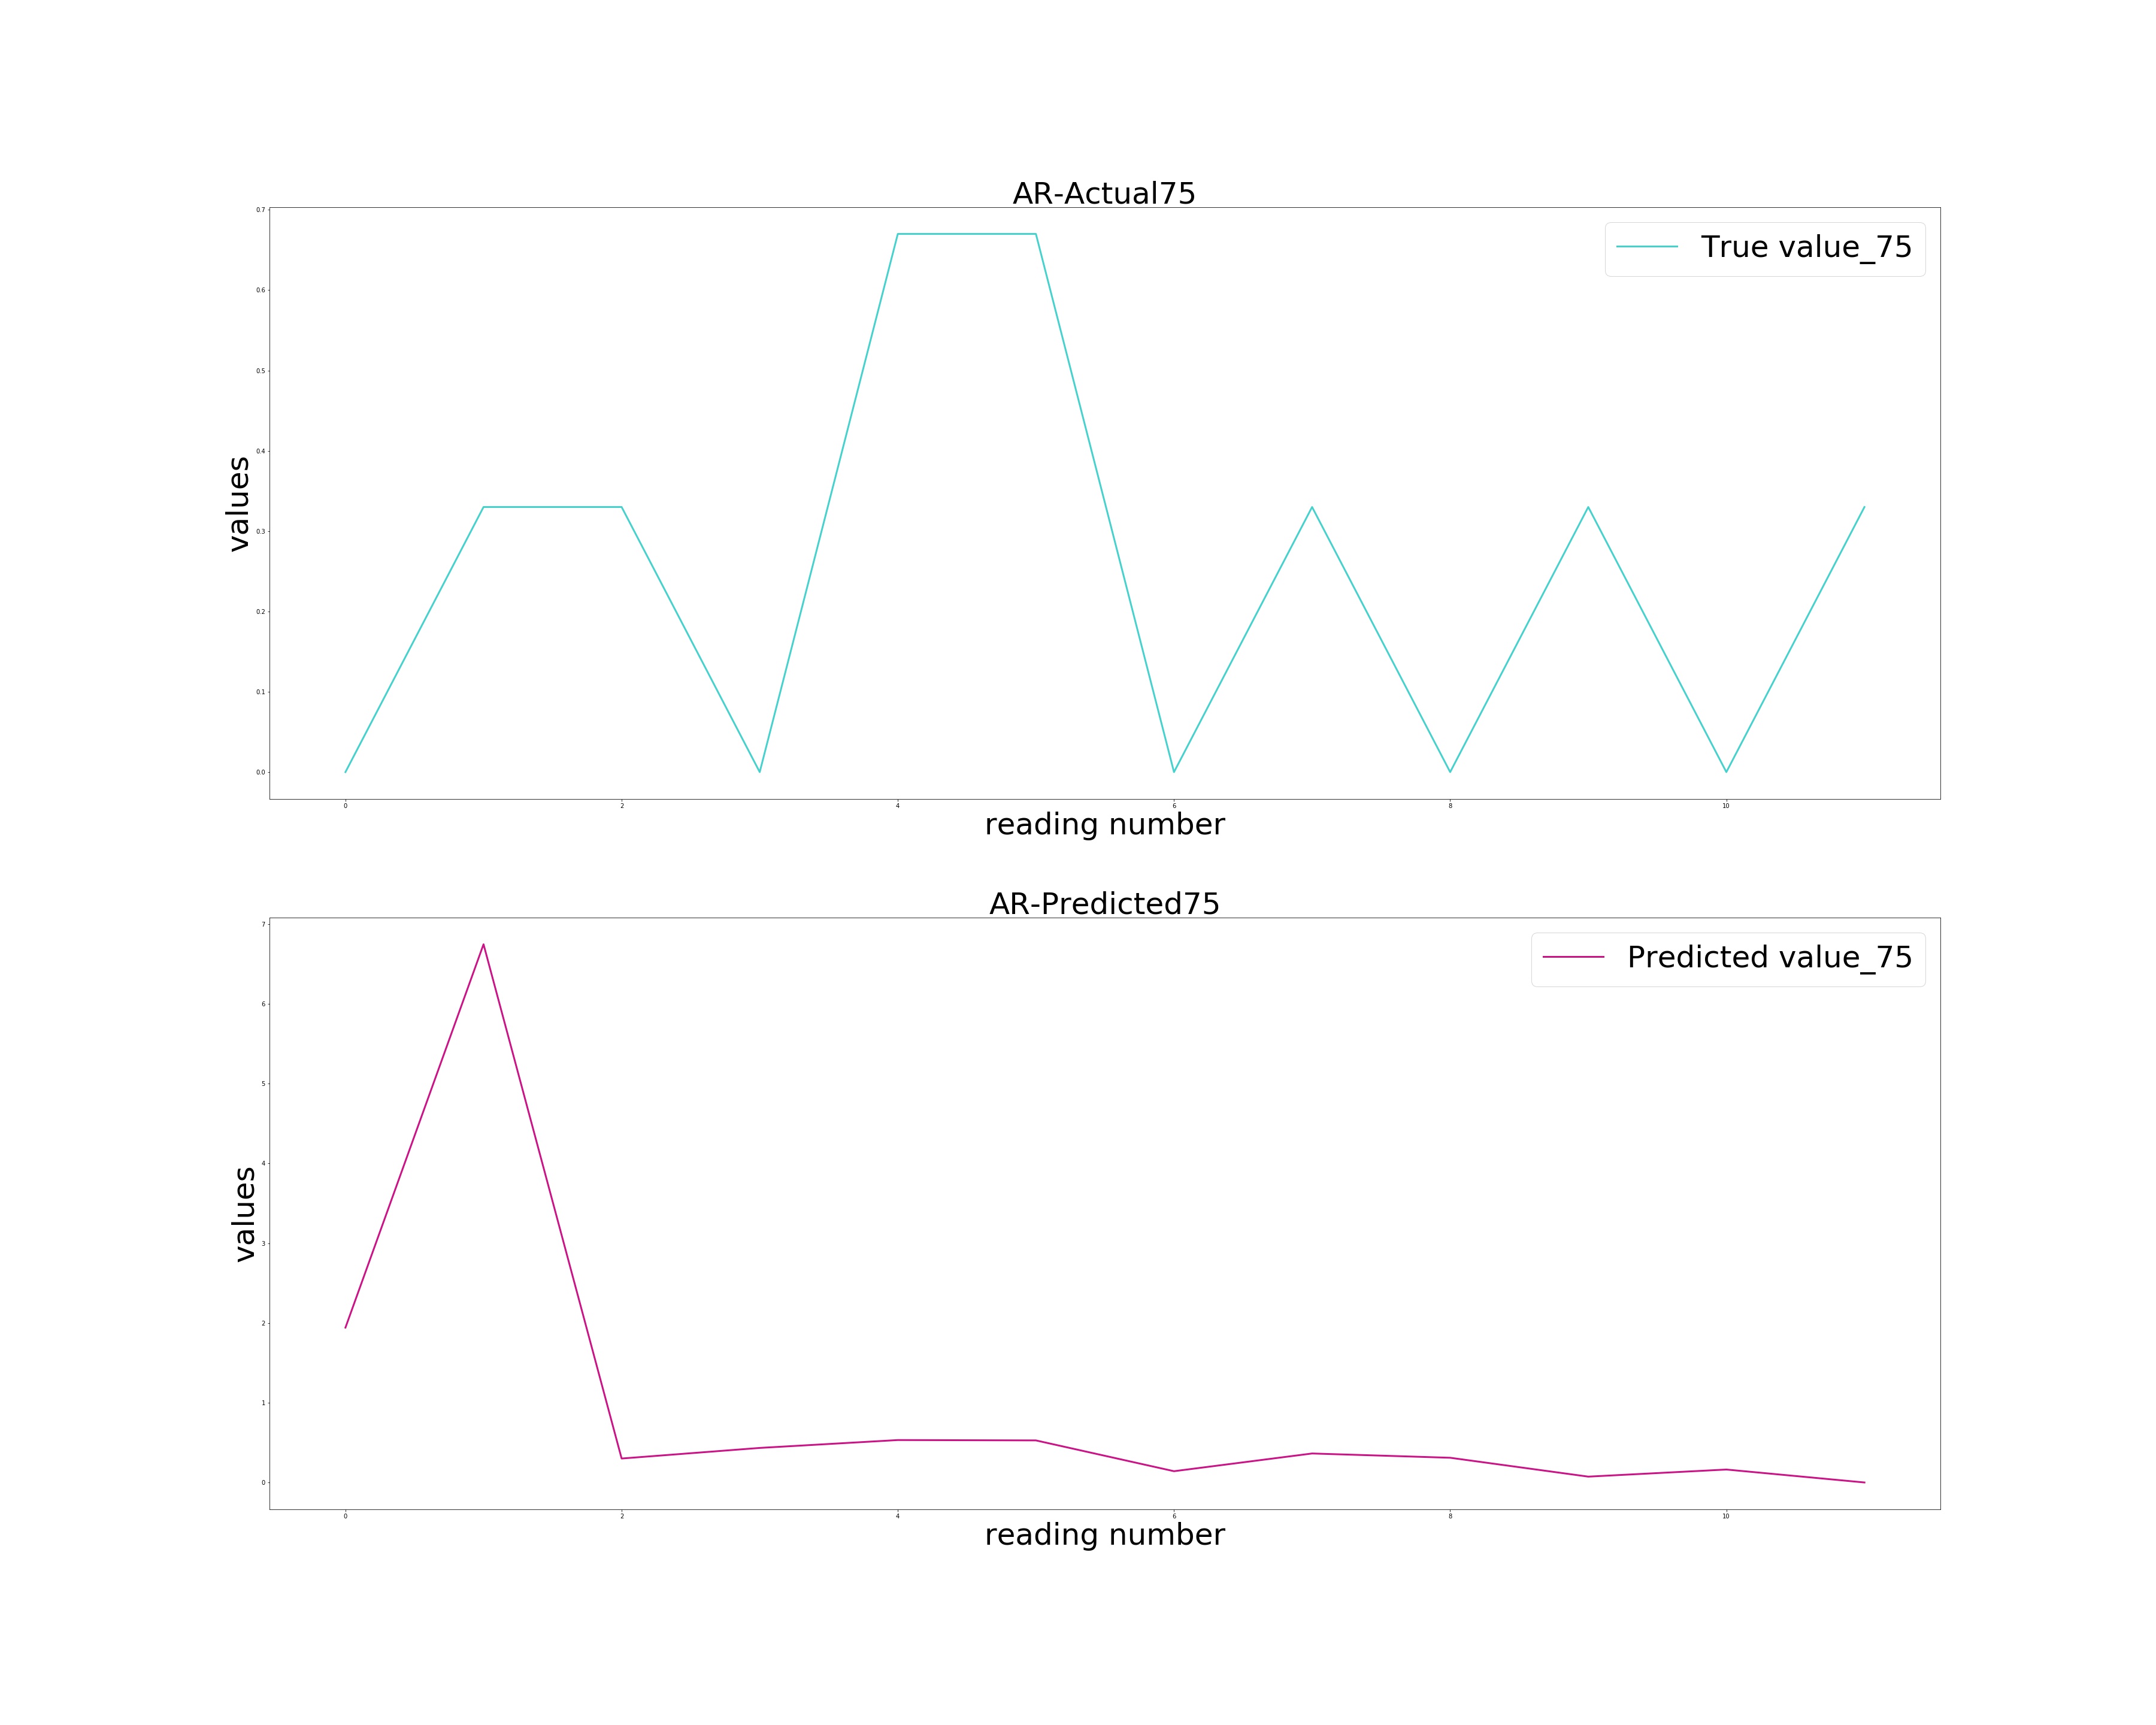 AR-Actual75
True value_75
0.7
0.6
0.5
0.4
0.3
0.2
0.1
0.0
values
0 2 4 6 8 10
reading number
AR-Predicted75
Predicted value_75
7
6
5
4
3
2
1
0
values
0 2 4 6 8 10
reading number